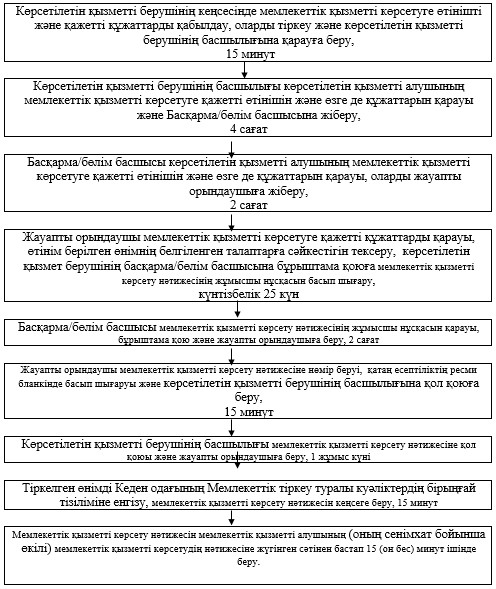 Көрсетілетін қызметті берушінің кеңсесінде мемлекеттік қызметті көрсетуге өтінішті
және қажетті құжаттарды қабылдау, оларды тіркеу және көрсетілетін қызметті
берушінің басшылығына қарауға беру,
15 минут
Көрсетілетін қызметті берушінің басшылығы көрсетілетін қызметті алушының
мемлекеттік қызметті көрсетуге қажетті өтінішін және өзге де құжаттарын қарауы
және Басқарма/бөлім басшысына жіберу,
4 сағат
Басқарма/бөлім басшысы көрсетілетін қызметті алушының мемлекеттік қызметті
көрсетуге қажетті өтінішін және өзге де құжаттарын қарауы, оларды жауапты
орындаушыға жіберу,
2 сағат
Жауапты орындаушы мемлекеттік қызметті көрсетуге қажетті құжаттарды қарауы,
өтінім берілген өнімнің белгіленген талаптарға сәйкестігін тексеру, көрсетілетін
қызмет берушінің басқарма/бөлім басшысына бұрыштама қоюға мемлекеттік қызметті
көрсету нәтижесінің жұмысшы нұсқасын басып шығару,
күнтізбелік 25 күн
Басқарма/бөлім басшысы мемлекеттік қызметті көрсету нәтижесінің жұмысшы нұсқасын қарауы,
бұрыштама қою және жауапты орындаушыға беру, 2 сағат
Жауапты орындаушы мемлекеттік қызметті көрсету нәтижесіне нөмір беруі, қатаң есептіліктің ресми
бланкінде басып шығаруы және көрсетілетін қызметті берушінің басшылығына қол қоюға
беру,
15 минут
Көрсетілетін қызметті берушінің басшылығы мемлекеттік қызметті көрсету нәтижесіне қол
қоюы және жауапты орындаушыға беру, 1 жұмыс күні
Тіркелген өнімді Кеден одағының Мемлекеттік тіркеу туралы куәліктердің бірыңғай
тізіліміне енгізу, мемлекеттік қызметті көрсету нәтижесін кеңсеге беру, 15 минут
Мемлекеттік қызметті көрсету нәтижесін мемлекеттік қызметті алушының (оның сенімхат бойынша
өкілі) мемлекеттік қызметті көрсетудің нәтижесіне жүгінген сәтінен бастап 15 (он бес) минут ішінде
беру.